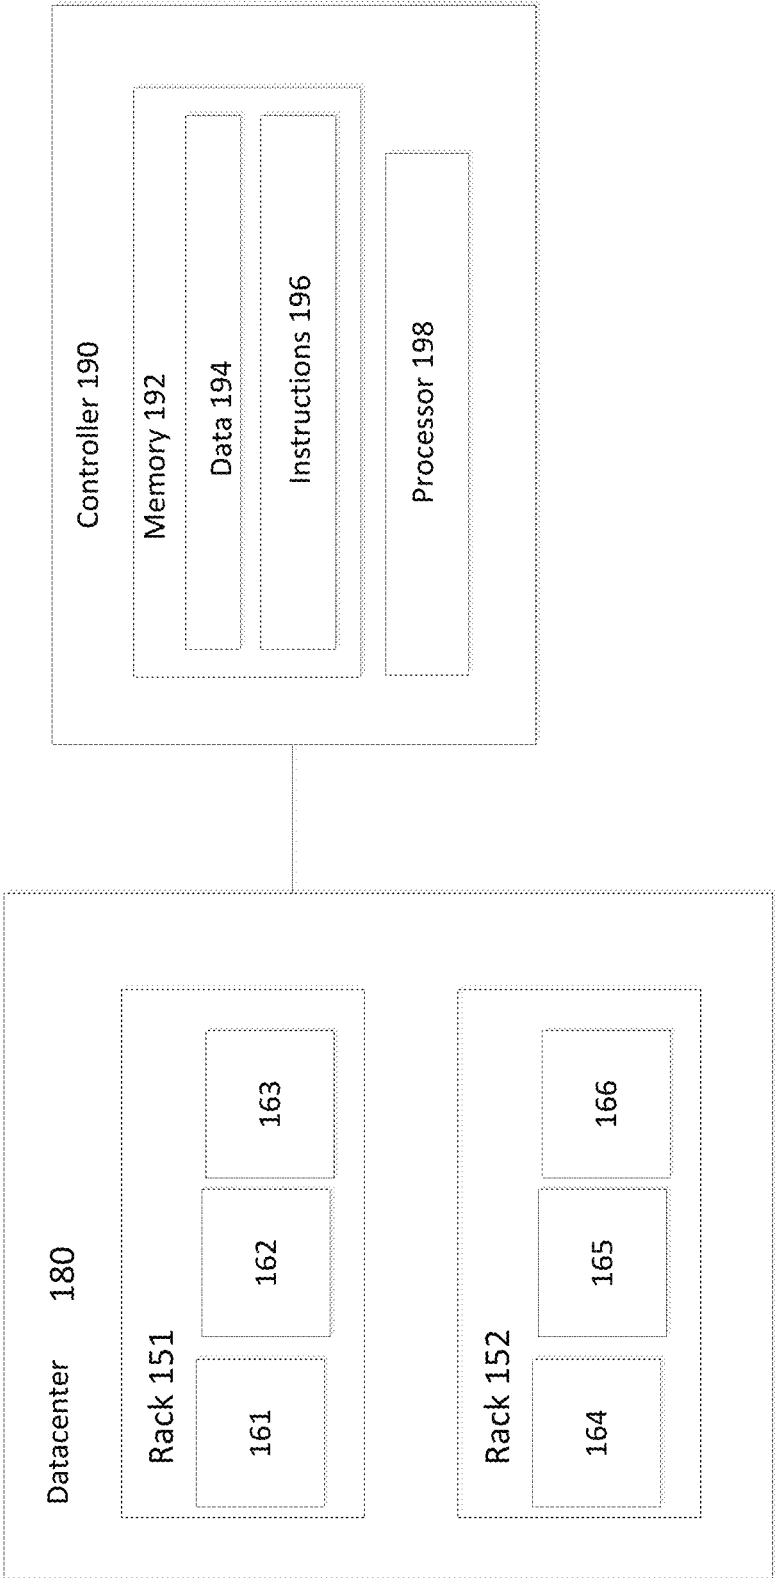 Datacenter 180
Rack 151
161
162
163
Rack 152
164
165
166
Controller 190
Memory 192
Data 194
Instructions 196
Processor 198